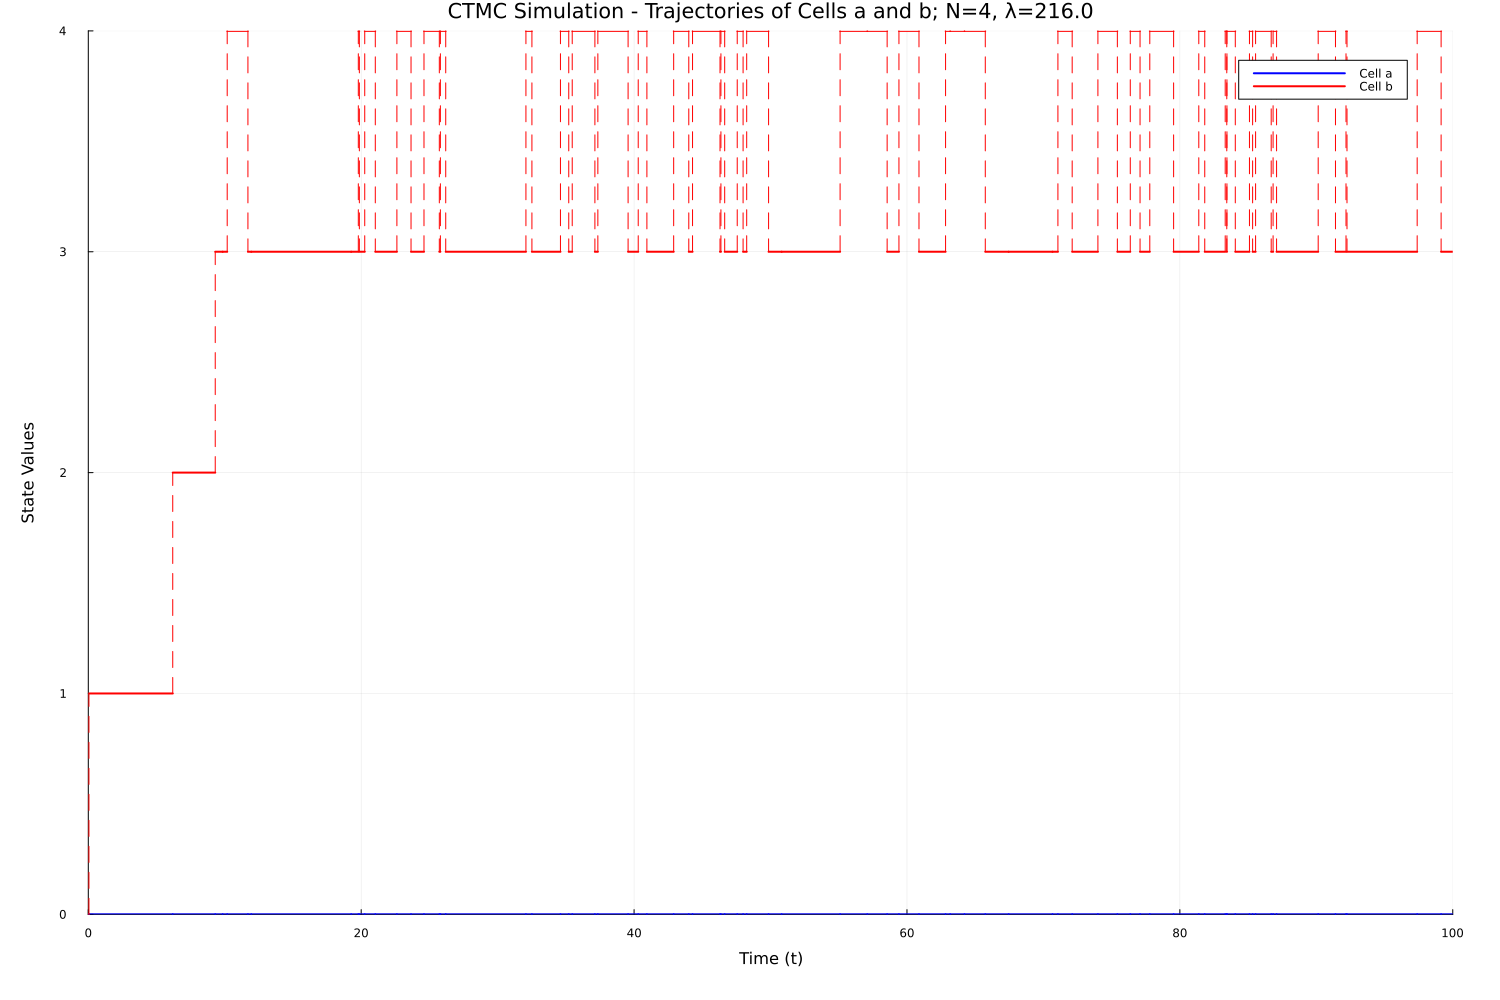 CTMC Simulation - Trajectories of Cells a and b; N=4, λ=216.0
4
Cell a
Cell b
3
State Values
2
1
0
0 20 40 60 80 100
Time (t)